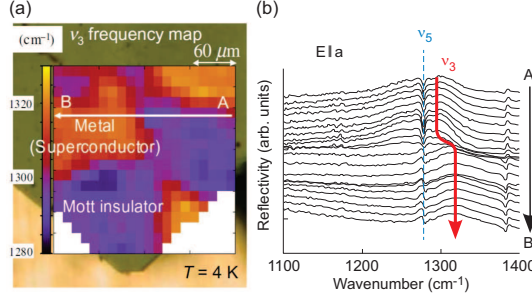 (a)
(cm⁻¹)
ν₃ frequency map
60 μm
1320
B
A
Metal
(Superconductor)
1300
Mott insulator
1280
T = 4 K
(b)
ν₅
E∥a
ν₃
A
Reflectivity (arb. units)
B
1100
1200
1300
1400
Wavenumber (cm⁻¹)